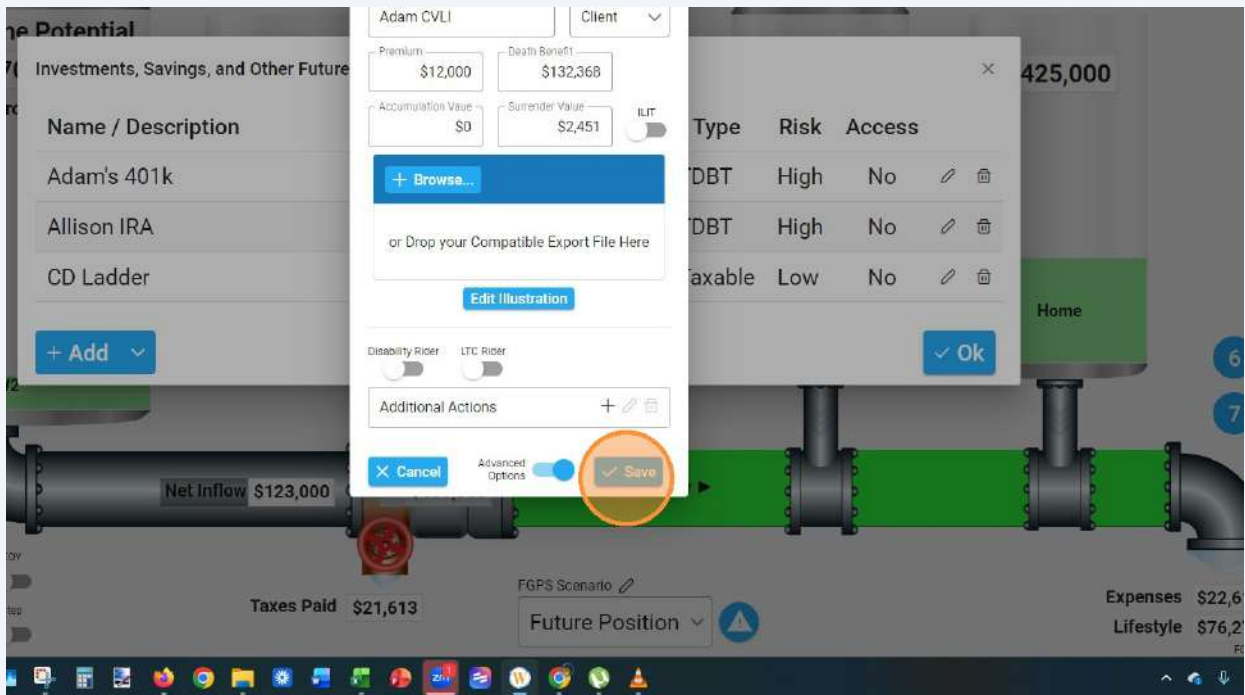 ne Potential
Adam CVLI
Client
Investments, Savings, and Other Future
Premium
$12,000
Death Benefit
$132,368
×
425,000
Accumulation Vaue
$0
Surrender Value
$2,451
ILIT
Name / Description
Type
Risk
Access
Adam's 401k
+ Browse...
TDBT
High
No
Allison IRA
or Drop your Compatible Export File Here
TDBT
High
No
CD Ladder
Taxable
Low
No
Edit Illustration
Home
+ Add
Ok
6
Disability Rider
LTC Rider
Additional Actions
7
Cancel
Advanced
Options
Save
Net Inflow
$123,000
FGPS Scenario
Taxes Paid
$21,613
Future Position
Expenses
$22,6
Lifestyle
$76,2